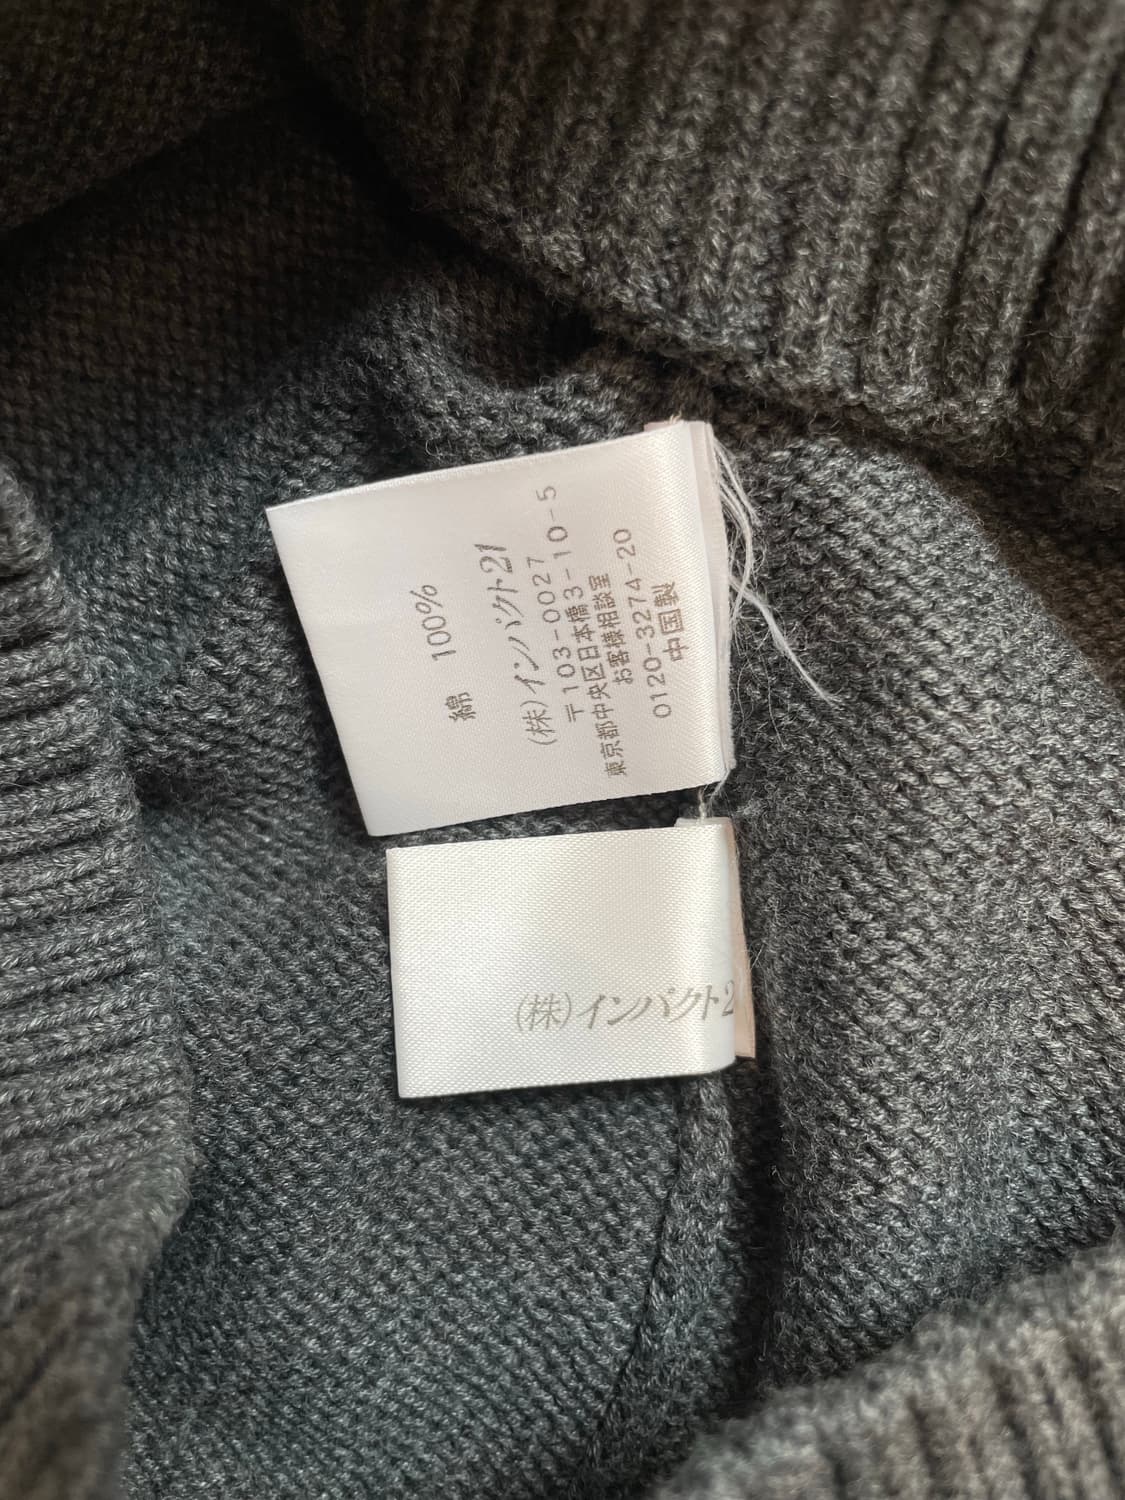 綿 100%
(株)インパクト21
〒103-0027
東京都中央区日本橋3-10-5
お客様相談室
0120-3274-20
中国製
(株)インパクト2